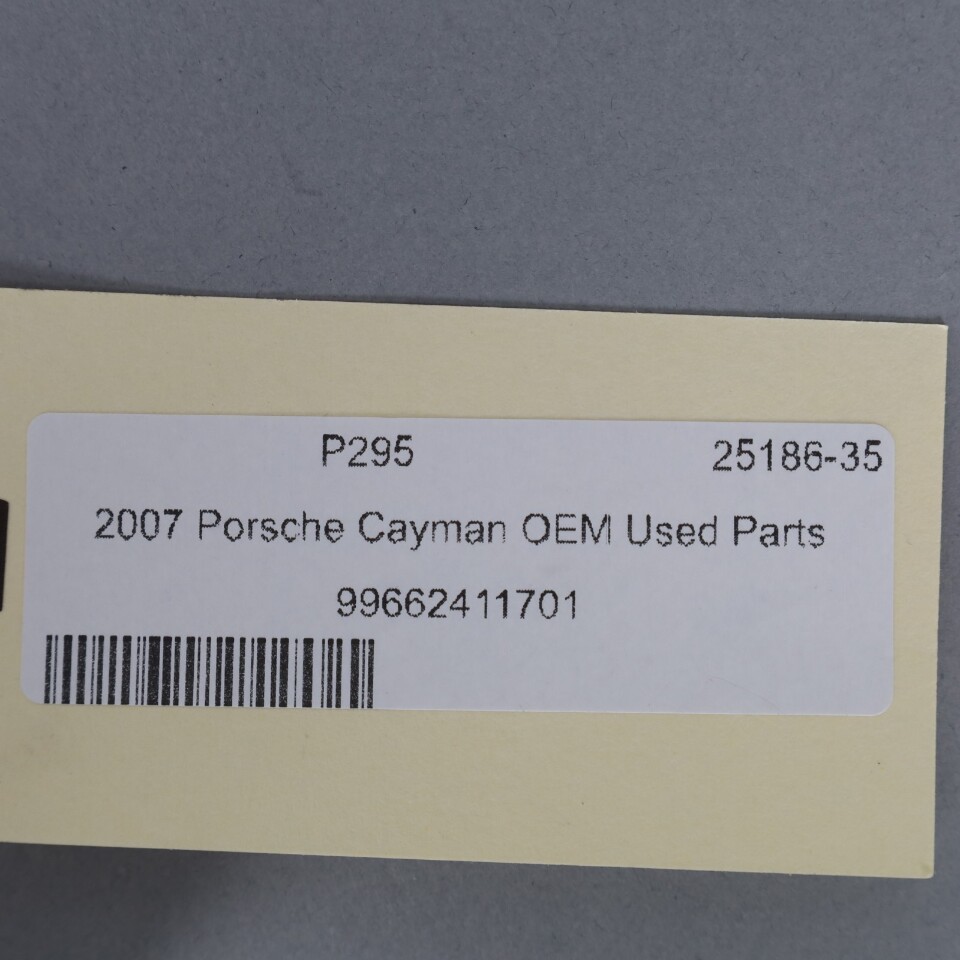 P295 25186-35
2007 Porsche Cayman OEM Used Parts
99662411701